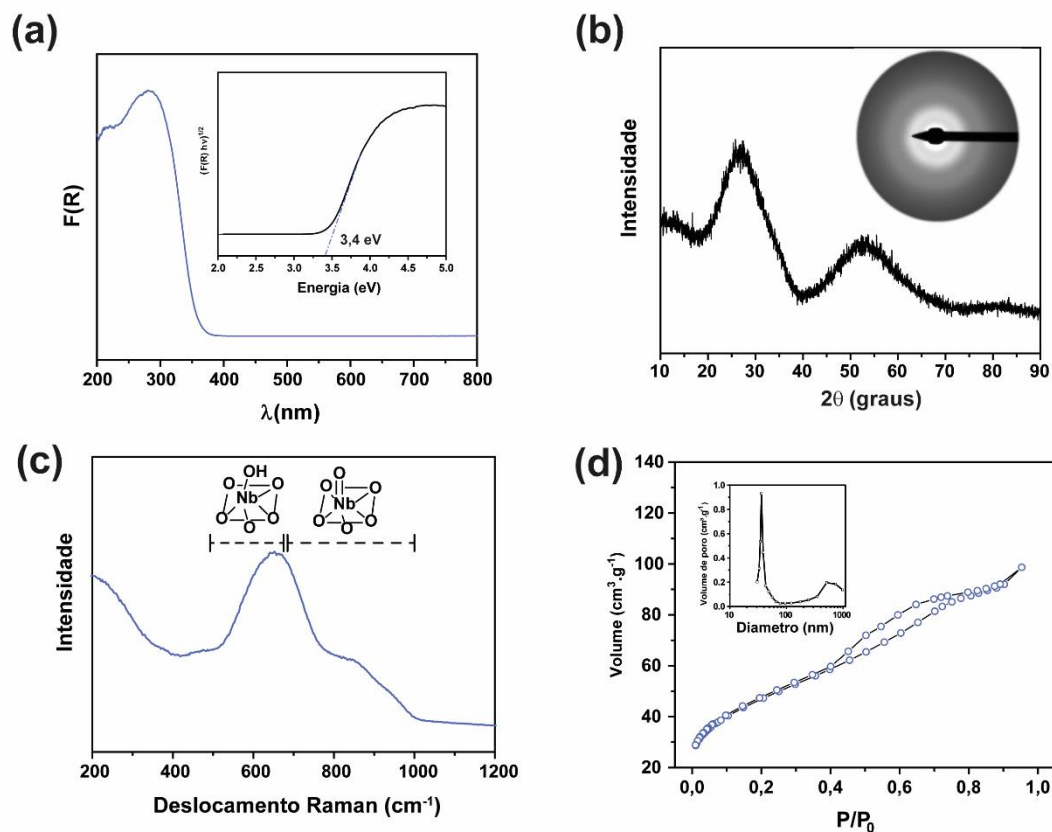 (a)
F(R)
(F(R) hν)¹/²
3,4 eV
2.0 2.5 3.0 3.5 4.0 4.5 5.0
Energia (eV)
200 300 400 500 600 700 800
λ(nm)
(b)
Intensidade
10 20 30 40 50 60 70 80 90
2θ (graus)
(c)
Intensidade
OH
O Nb O
O O
O
O
O Nb O
O O
O
200 400 600 800 1000 1200
Deslocamento Raman (cm⁻¹)
(d)
Volume (cm³.g⁻¹)
140
120
100
80
60
40
20
Volume de poro (cm³.g⁻¹)
1.0
0.8
0.6
0.4
0.2
0.0
10 100 1000
Diametro (nm)
0,0 0,2 0,4 0,6 0,8 1,0
P/P₀